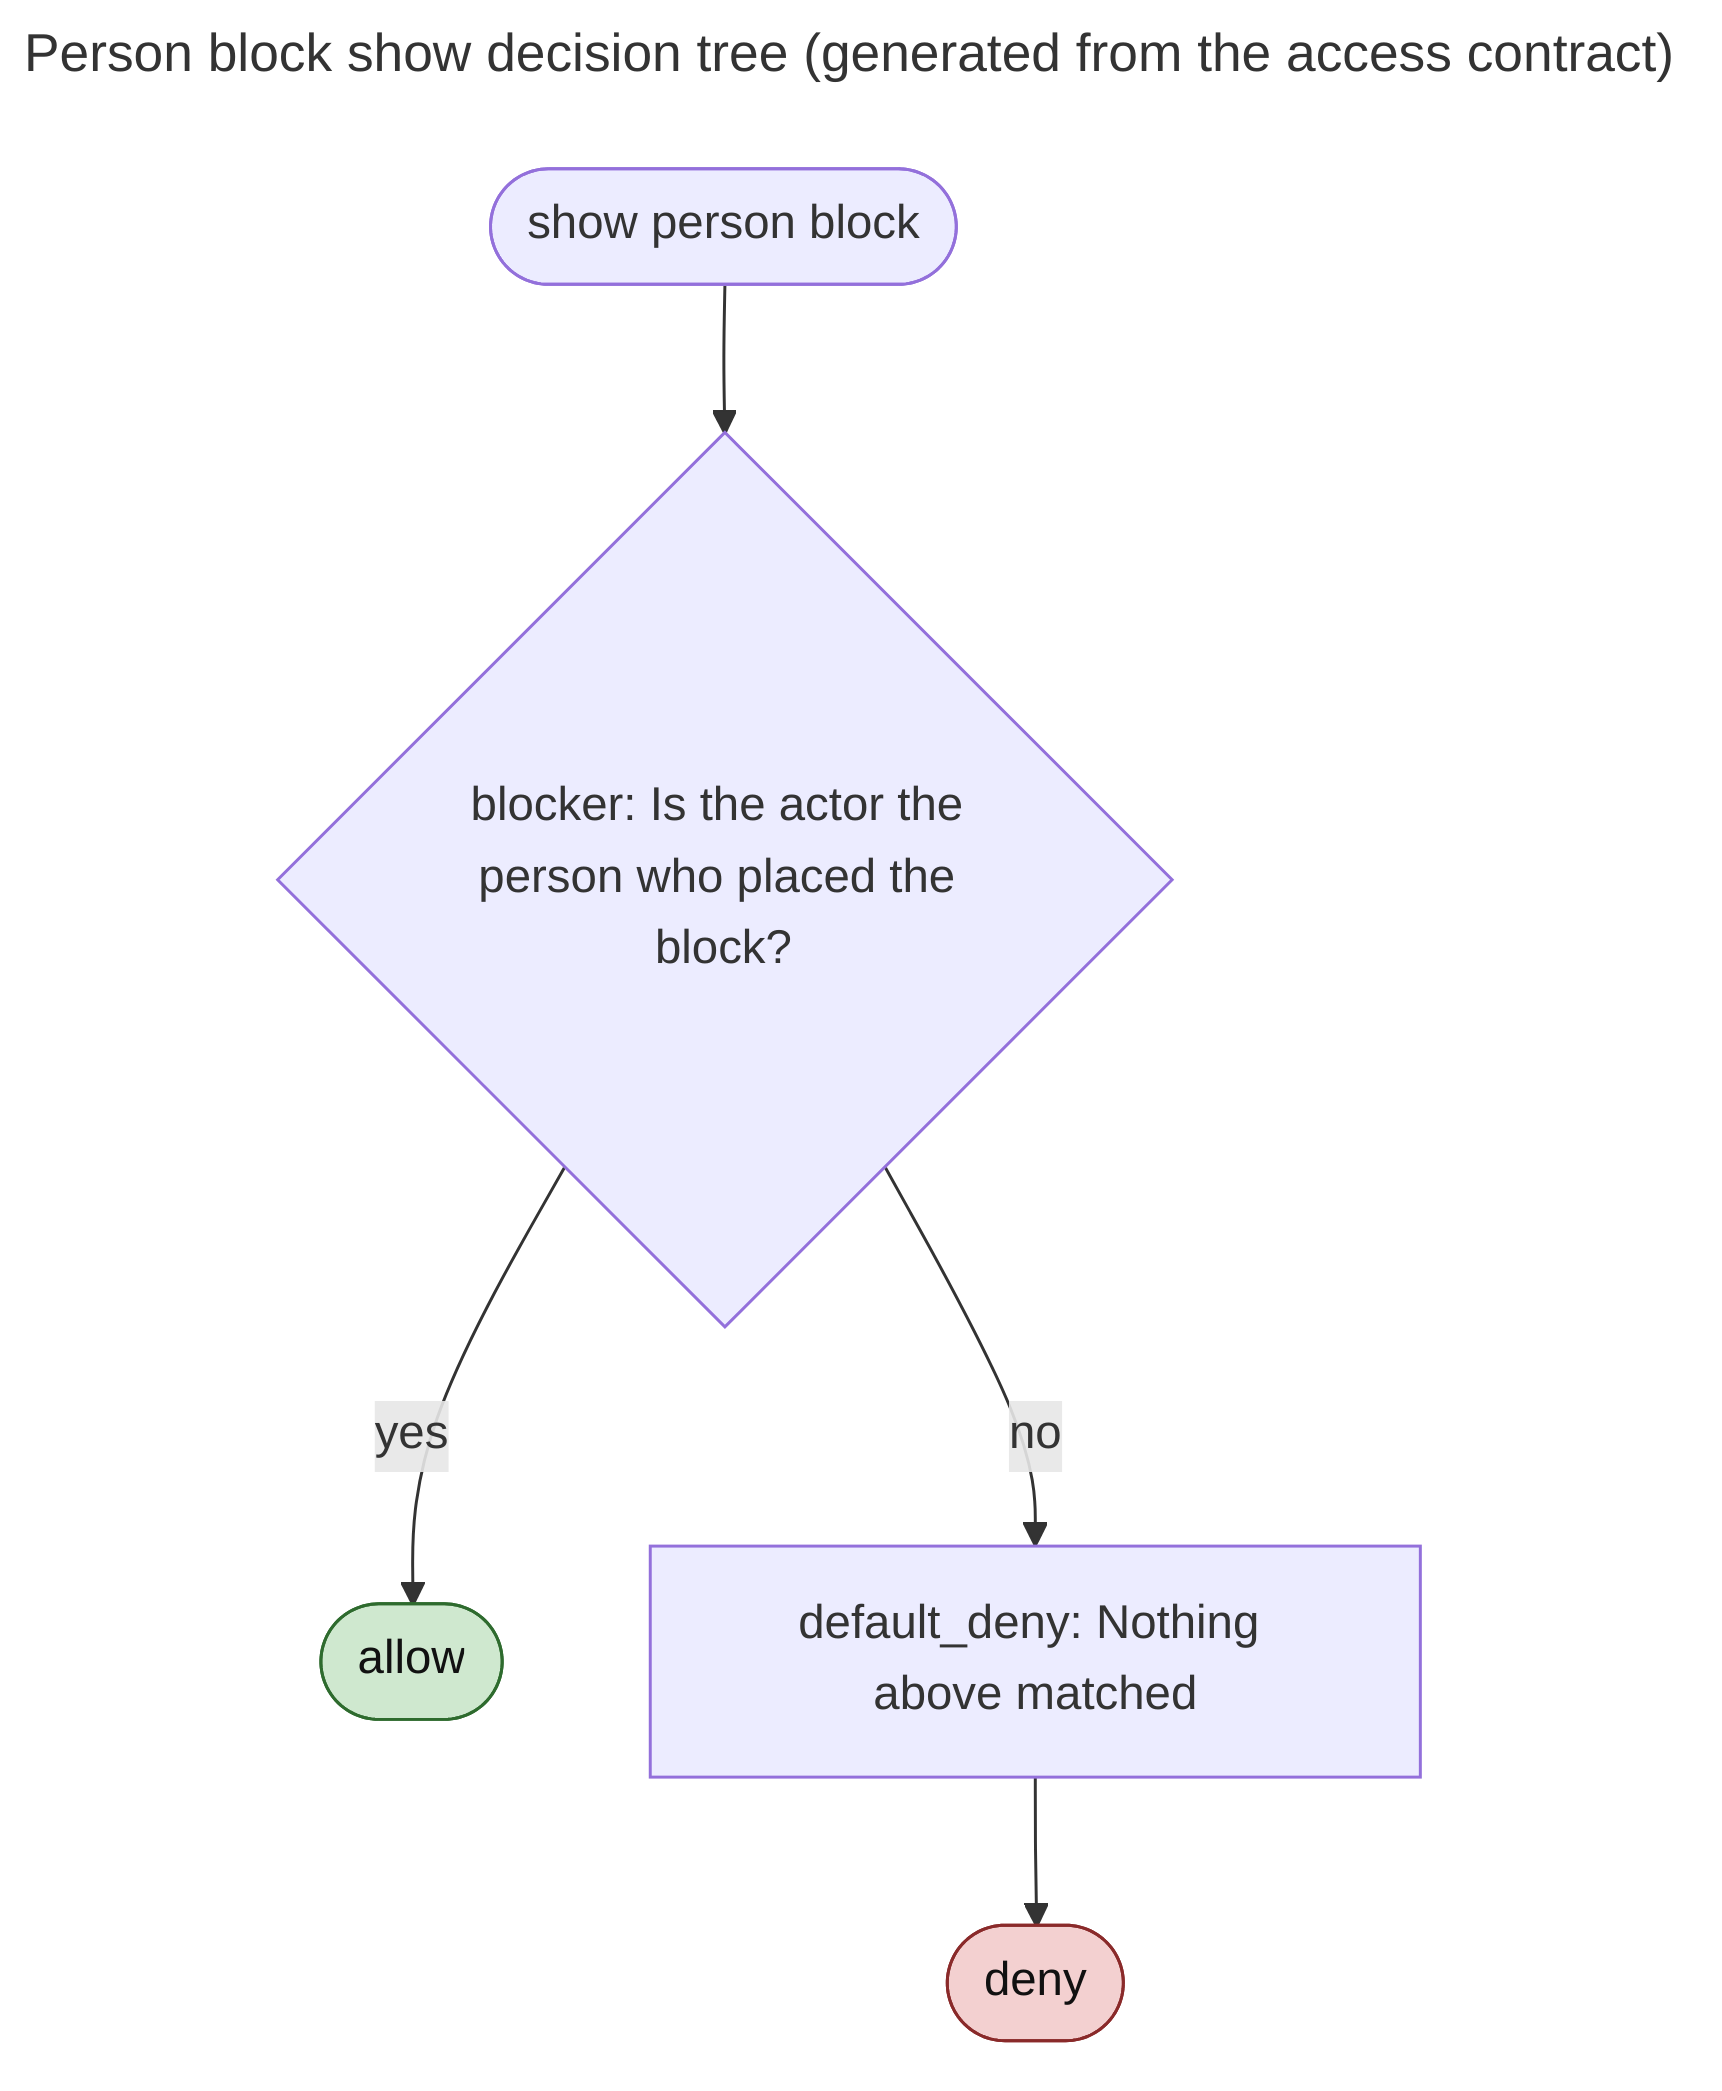 Person block show decision tree (generated from the access contract)
show person block
blocker: Is the actor the
person who placed the
block?
yes
no
default_deny: Nothing
above matched
allow
deny